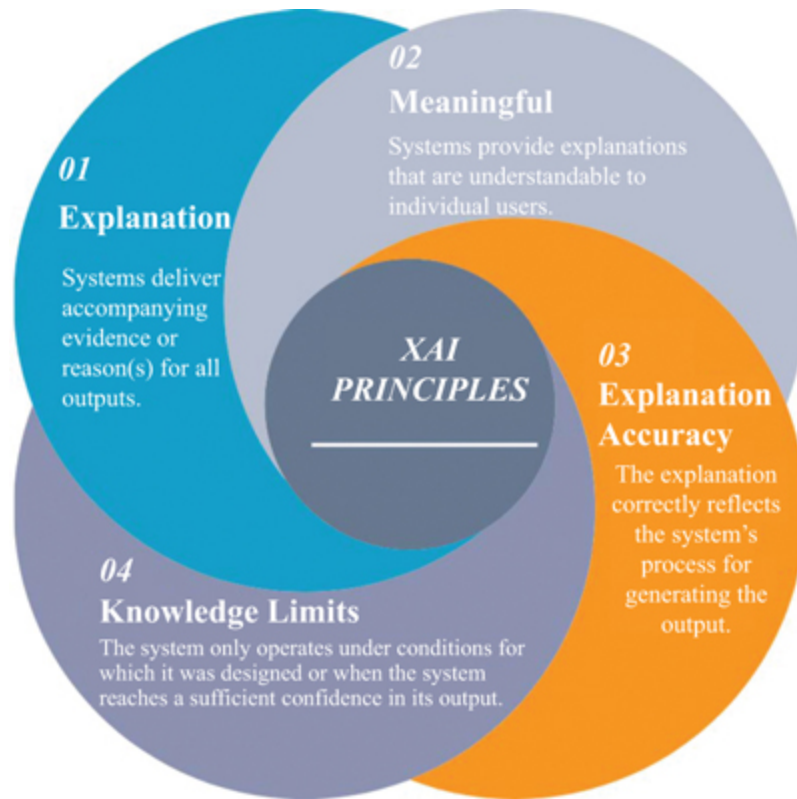 01
Explanation
Systems deliver
accompanying
evidence or
reason(s) for all
outputs.
02
Meaningful
Systems provide explanations
that are understandable to
individual users.
XAI
PRINCIPLES
03
Explanation
Accuracy
The explanation
correctly reflects
the system's
process for
generating the
output.
04
Knowledge Limits
The system only operates under conditions for
which it was designed or when the system
reaches a sufficient confidence in its output.